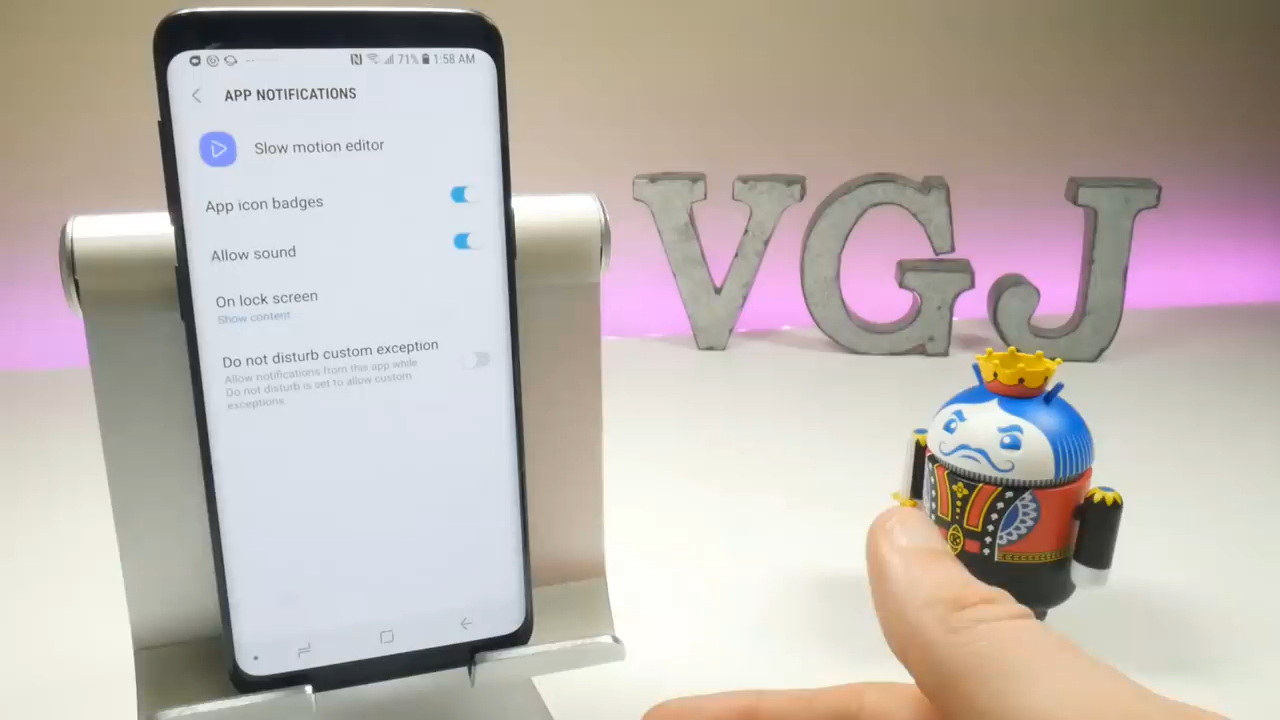 71% 1:58 AM
APP NOTIFICATIONS
Slow motion editor
App icon badges
Allow sound
On lock screen
Show content
Do not disturb custom exception
Allow notifications from this app while
Do not disturb is set to allow custom
exceptions.
VGJ
K